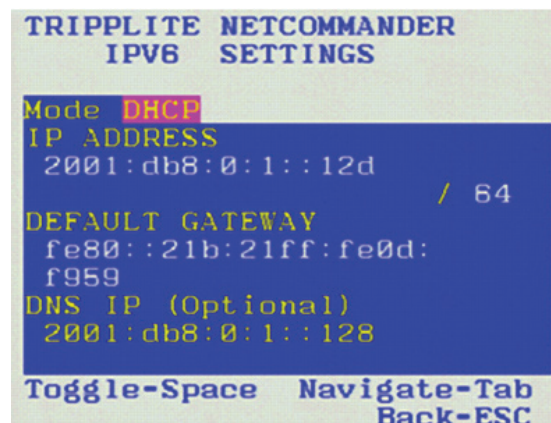 TRIPPLITE NETCOMMANDER
IPV6 SETTINGS
Mode DHCP
IP ADDRESS
2001:db8:0:1::12d
/ 64
DEFAULT GATEWAY
fe80::21b:21ff:fe0d:
f959
DNS IP (Optional)
2001:db8:0:1::128
Toggle-Space Navigate-Tab
Back-ESC